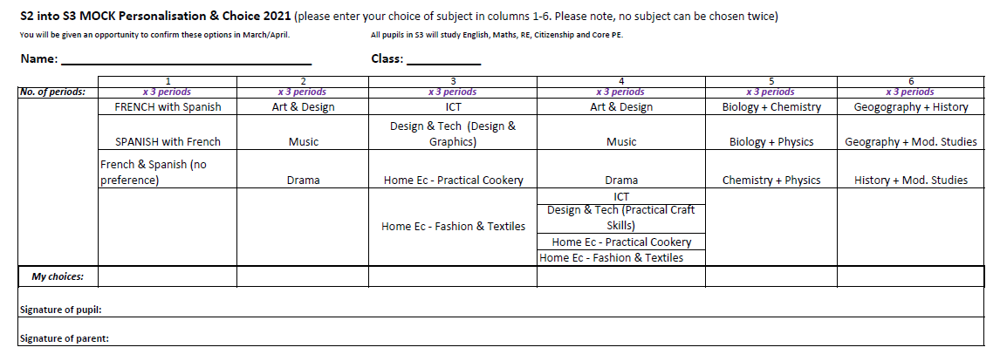 S2 into S3 MOCK Personalisation & Choice 2021 (please enter your choice of subject in columns 1-6. Please note, no subject can be chosen twice)
You will be given an opportunity to confirm these options in March/April. All pupils in S3 will study English, Maths, RE, Citizenship and Core PE.
Name: Class:
1 2 3 4 5 6
No. of periods: x 3 periods x 3 periods x 3 periods x 3 periods x 3 periods x 3 periods
FRENCH with Spanish Art & Design ICT Art & Design Biology + Chemistry Geogography + History
Design & Tech (Design &
SPANISH with French Music Graphics) Music Biology + Physics Geography + Mod. Studies
French & Spanish (no
preference) Drama Home Ec - Practical Cookery Drama Chemistry + Physics History + Mod. Studies
ICT
Design & Tech (Practical Craft
Home Ec - Fashion & Textiles Skills)
Home Ec - Practical Cookery
Home Ec - Fashion & Textiles
My choices:
Signature of pupil:
Signature of parent: